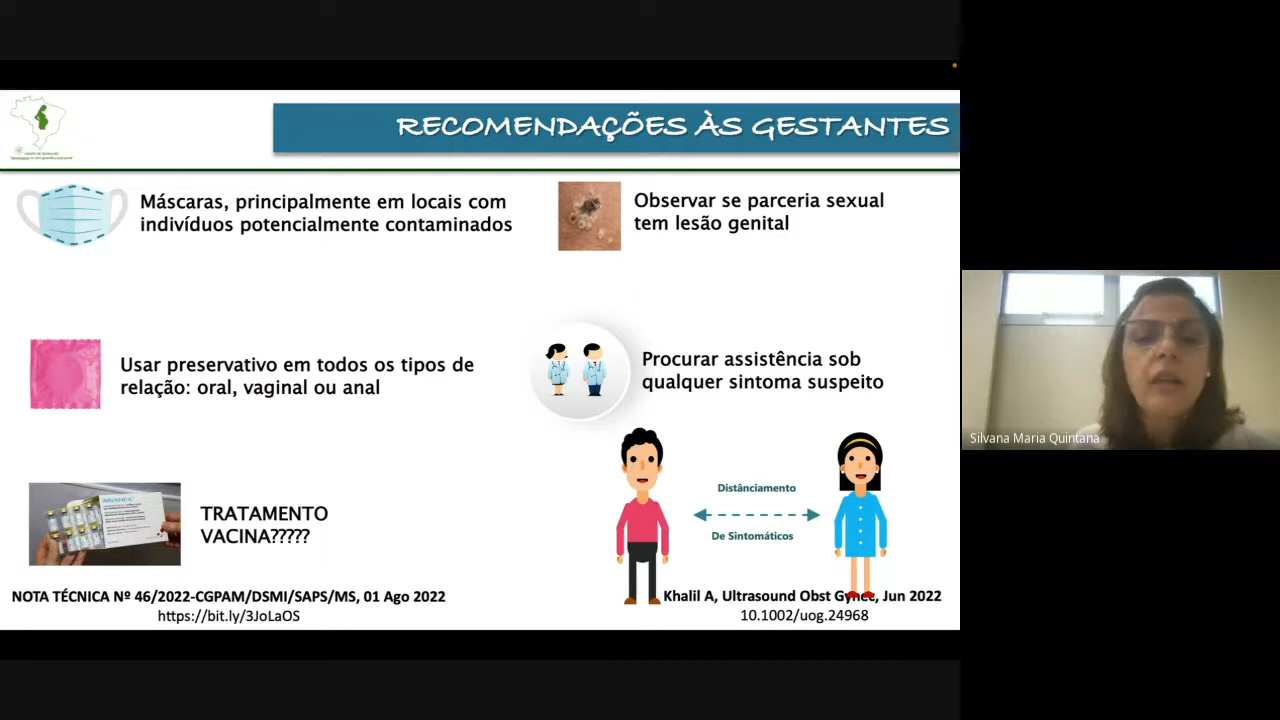 RECOMENDAÇÕES ÀS GESTANTES
Máscaras, principalmente em locais com
indivíduos potencialmente contaminados
Observar se parceria sexual
tem lesão genital
Usar preservativo em todos os tipos de
relação: oral, vaginal ou anal
Procurar assistência sob
qualquer sintoma suspeito
IMVANEX
TRATAMENTO
VACINA?????
Distânciamento
De Sintomáticos
NOTA TÉCNICA Nº 46/2022-CGPAM/DSMI/SAPS/MS, 01 Ago 2022
https://bit.ly/3JoLaOS
Khalil A, Ultrasound Obst Gynec, Jun 2022
10.1002/uog.24968
Silvana Maria Quintana